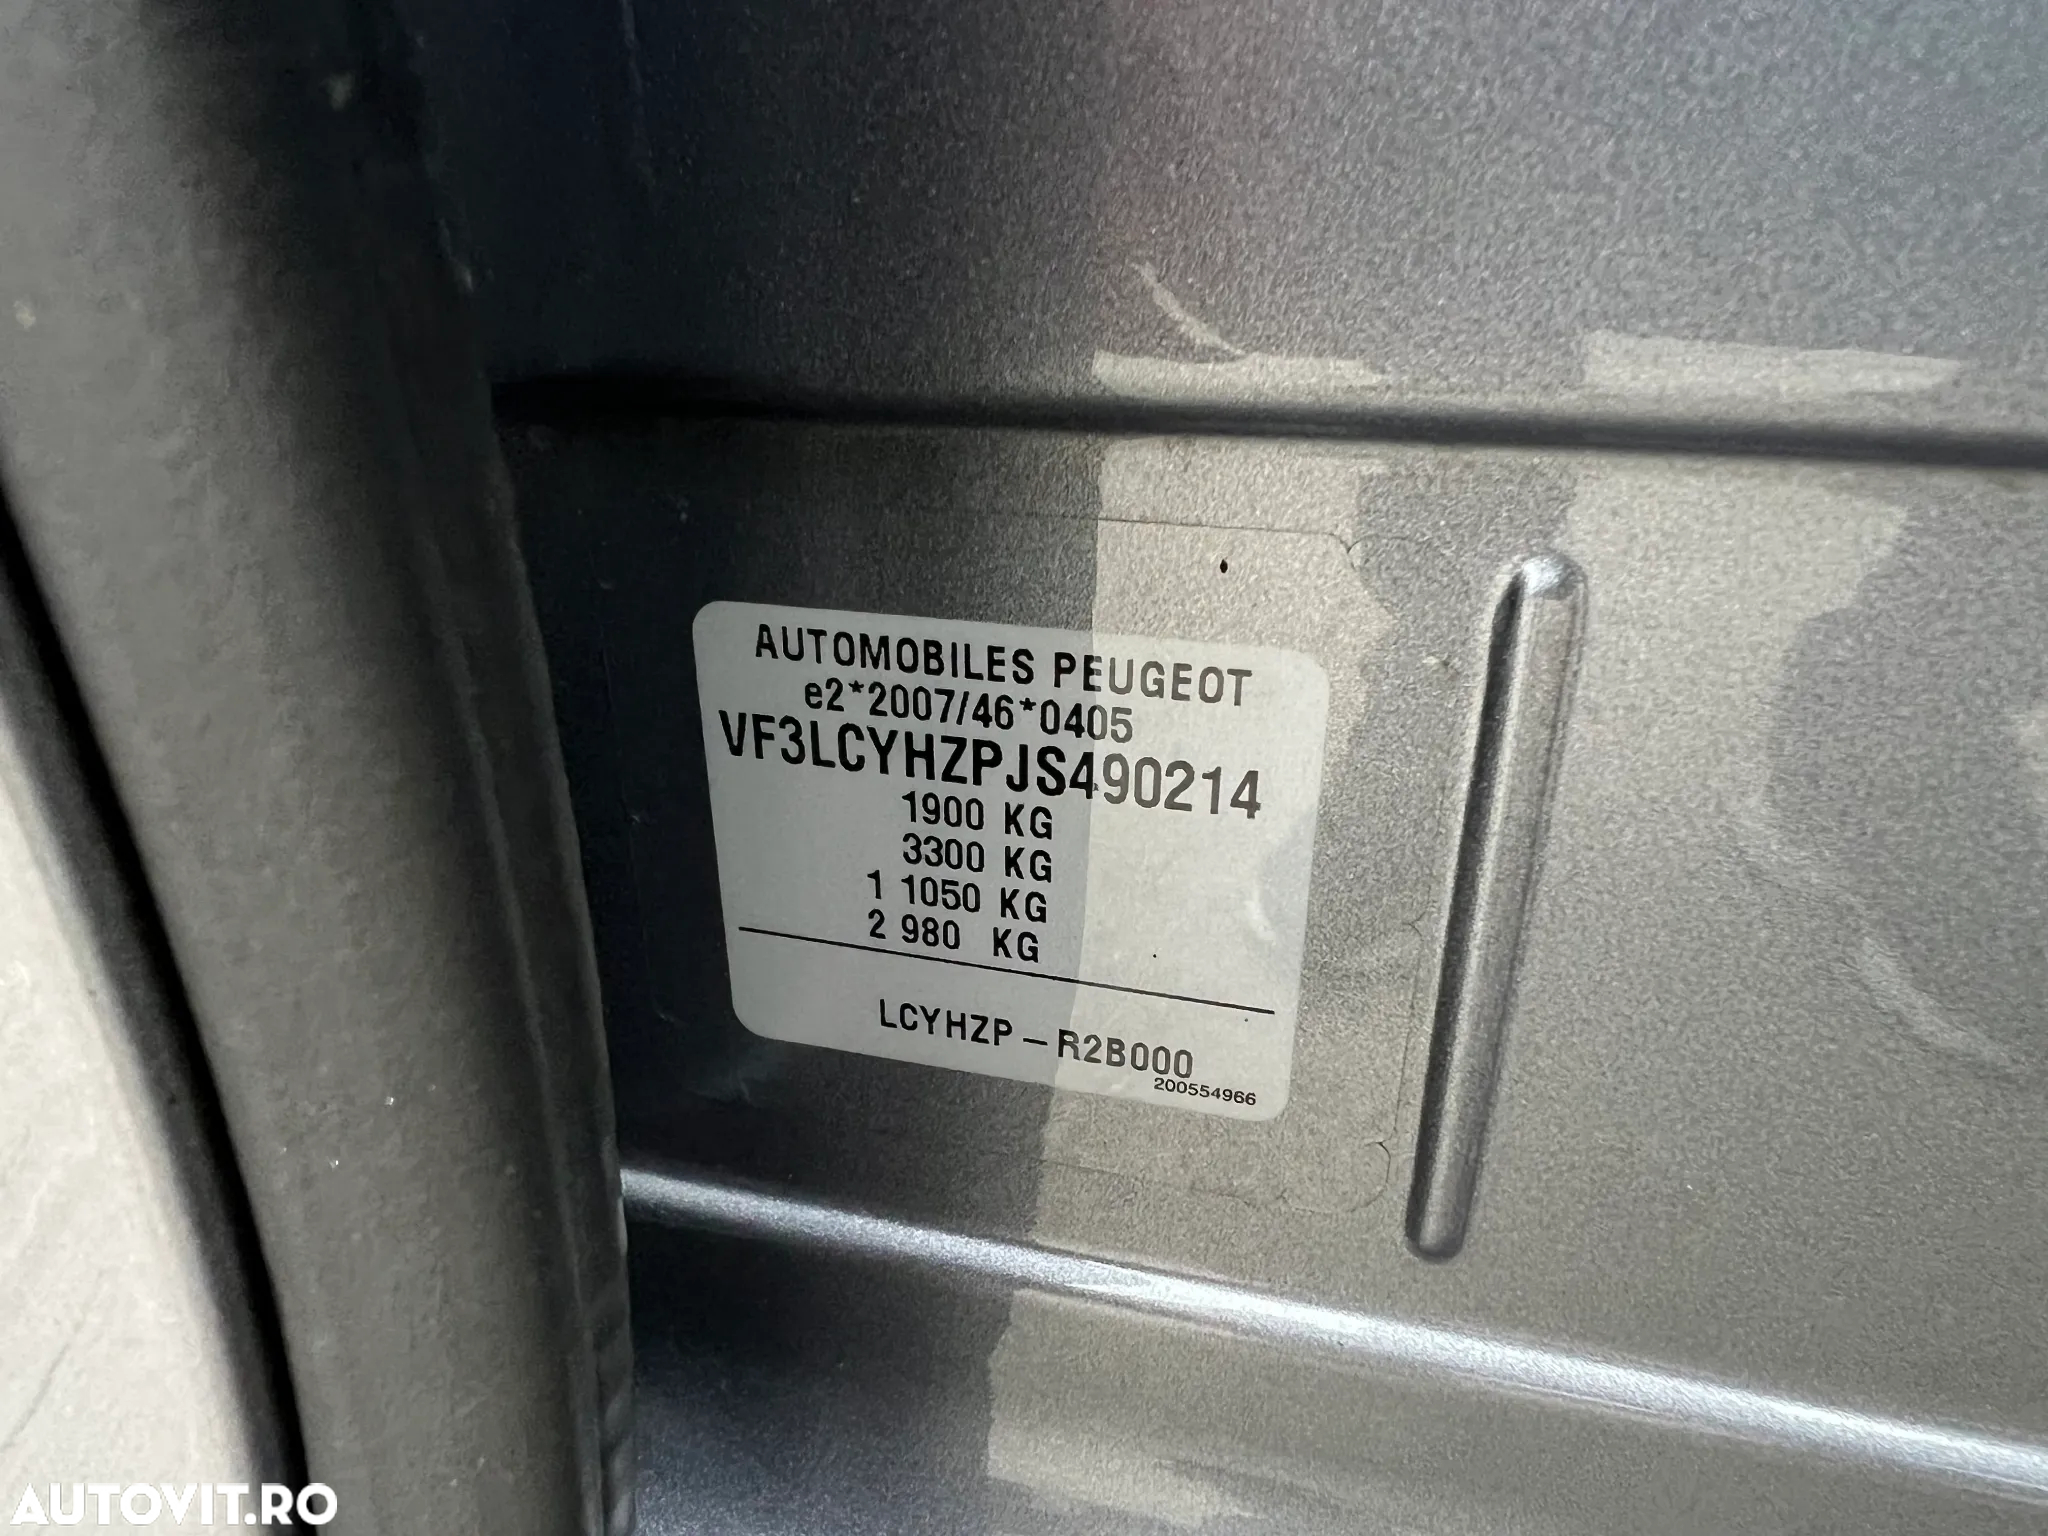 AUTOMOBILES PEUGEOT
e2*2007/46*0405
VF3LCYHZPJS490214
1900 KG
3300 KG
1 1050 KG
2 980 KG
LCYHZP – R2B000
200554966
AUTOVIT.RO